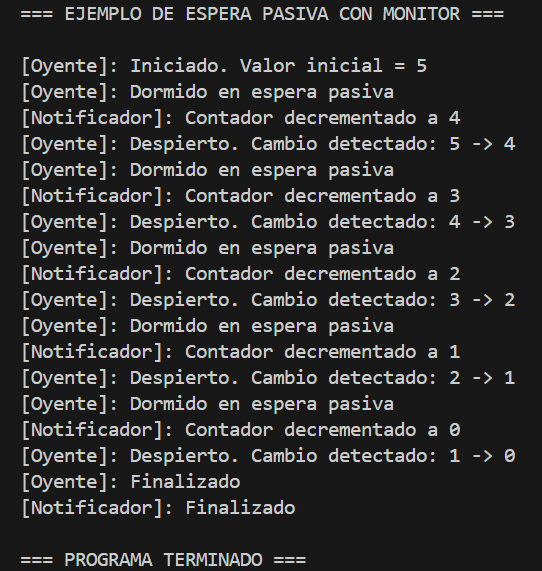 === EJEMPLO DE ESPERA PASIVA CON MONITOR ===
[Oyente]: Iniciado. Valor inicial = 5
[Oyente]: Dormido en espera pasiva
[Notificador]: Contador decrementado a 4
[Oyente]: Despierto. Cambio detectado: 5 -> 4
[Oyente]: Dormido en espera pasiva
[Notificador]: Contador decrementado a 3
[Oyente]: Despierto. Cambio detectado: 4 -> 3
[Oyente]: Dormido en espera pasiva
[Notificador]: Contador decrementado a 2
[Oyente]: Despierto. Cambio detectado: 3 -> 2
[Oyente]: Dormido en espera pasiva
[Notificador]: Contador decrementado a 1
[Oyente]: Despierto. Cambio detectado: 2 -> 1
[Oyente]: Dormido en espera pasiva
[Notificador]: Contador decrementado a 0
[Oyente]: Despierto. Cambio detectado: 1 -> 0
[Oyente]: Finalizado
[Notificador]: Finalizado
=== PROGRAMA TERMINADO ===